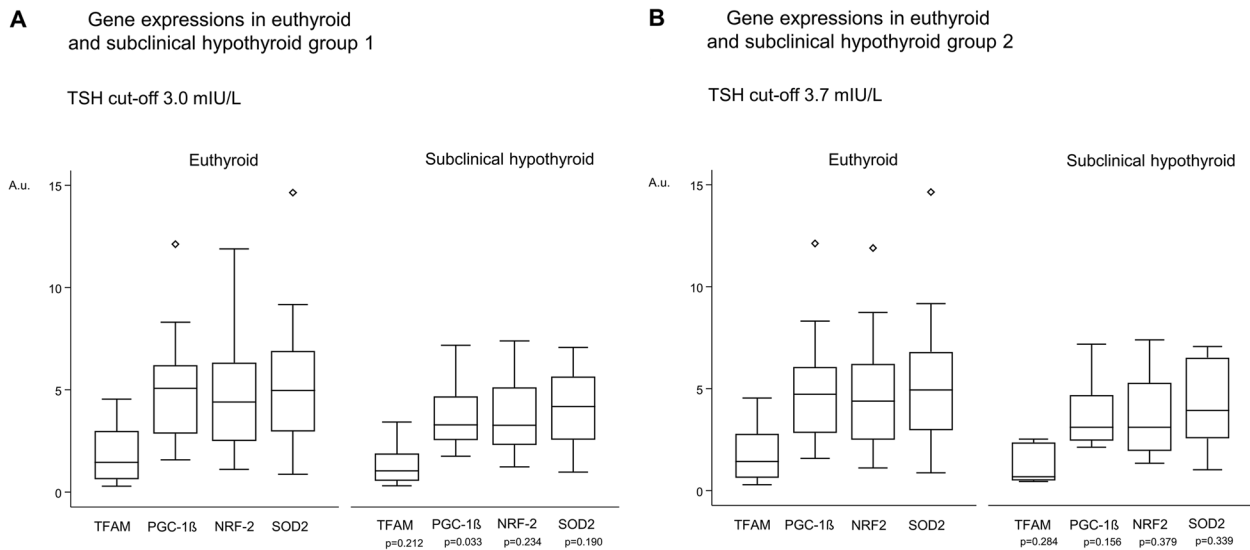 A
Gene expressions in euthyroid
and subclinical hypothyroid group 1
TSH cut-off 3.0 mIU/L
Euthyroid
Subclinical hypothyroid
A.u.
15
10
5
0
TFAM PGC-1ß NRF-2 SOD2
TFAM PGC-1ß NRF-2 SOD2
p=0.212 p=0.033 p=0.234 p=0.190
B
Gene expressions in euthyroid
and subclinical hypothyroid group 2
TSH cut-off 3.7 mIU/L
Euthyroid
Subclinical hypothyroid
A.u.
15
10
5
0
TFAM PGC-1ß NRF2 SOD2
TFAM PGC-1ß NRF2 SOD2
p=0.284 p=0.156 p=0.379 p=0.339